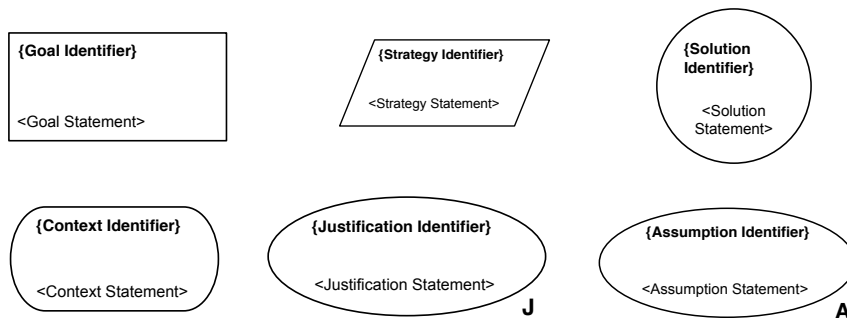 {Goal Identifier}
<Goal Statement>
{Strategy Identifier}
<Strategy Statement>
{Solution
Identifier}
<Solution
Statement>
{Context Identifier}
<Context Statement>
{Justification Identifier}
<Justification Statement>
J
{Assumption Identifier}
<Assumption Statement>
A